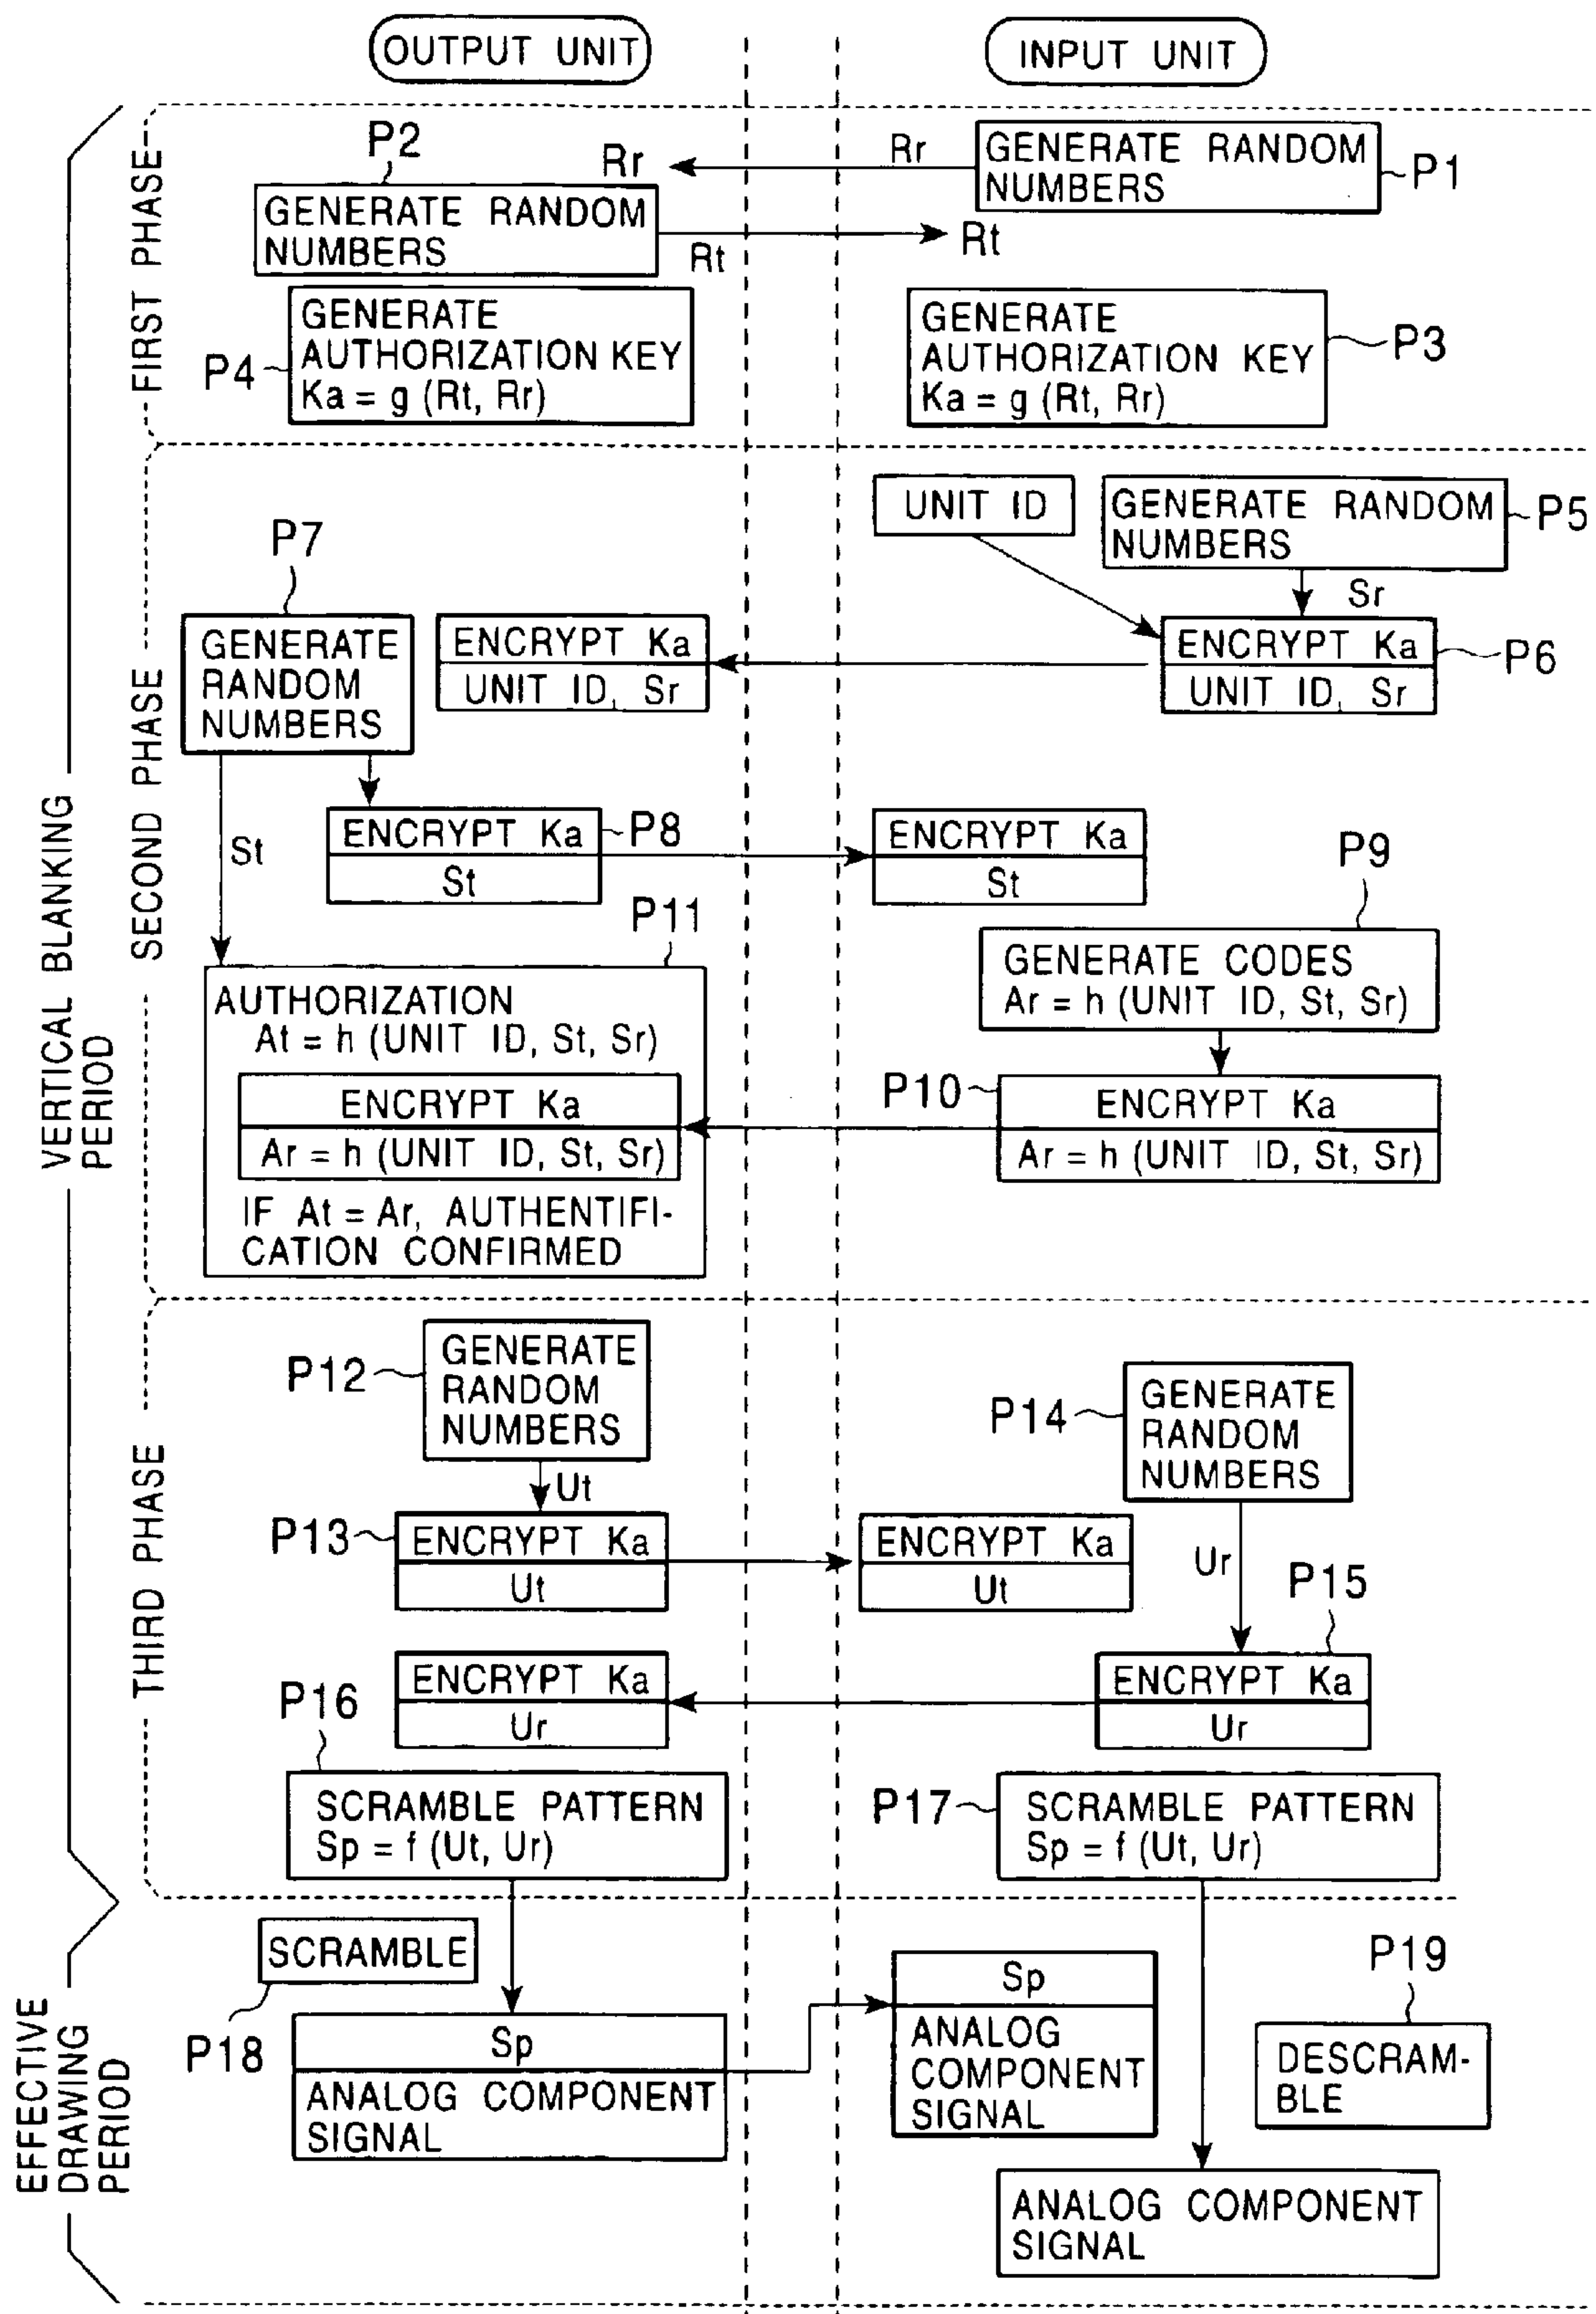 OUTPUT UNIT
INPUT UNIT
VERTICAL BLANKING
PERIOD
FIRST PHASE
P2
Rr
Rr
GENERATE RANDOM
NUMBERS
P1
GENERATE RANDOM
NUMBERS
Rt
Rt
P4
GENERATE
AUTHORIZATION KEY
Ka = g (Rt, Rr)
GENERATE
AUTHORIZATION KEY
Ka = g (Rt, Rr)
P3
SECOND PHASE
UNIT ID
GENERATE RANDOM
NUMBERS
P5
Sr
P7
GENERATE
RANDOM
NUMBERS
ENCRYPT Ka
UNIT ID, Sr
ENCRYPT Ka
UNIT ID, Sr
P6
St
ENCRYPT Ka
St
P8
ENCRYPT Ka
St
P9
GENERATE CODES
Ar = h (UNIT ID, St, Sr)
P11
AUTHORIZATION
At = h (UNIT ID, St, Sr)
ENCRYPT Ka
Ar = h (UNIT ID, St, Sr)
IF At = Ar, AUTHENTIFI-
CATION CONFIRMED
P10
ENCRYPT Ka
Ar = h (UNIT ID, St, Sr)
THIRD PHASE
P12
GENERATE
RANDOM
NUMBERS
Ut
P14
GENERATE
RANDOM
NUMBERS
Ur
P13
ENCRYPT Ka
Ut
ENCRYPT Ka
Ut
P15
ENCRYPT Ka
Ur
ENCRYPT Ka
Ur
P16
SCRAMBLE PATTERN
Sp = f (Ut, Ur)
P17
SCRAMBLE PATTERN
Sp = f (Ut, Ur)
EFFECTIVE
DRAWING
PERIOD
SCRAMBLE
P18
Sp
ANALOG COMPONENT
SIGNAL
Sp
ANALOG
COMPONENT
SIGNAL
P19
DESCRAM-
BLE
ANALOG COMPONENT
SIGNAL